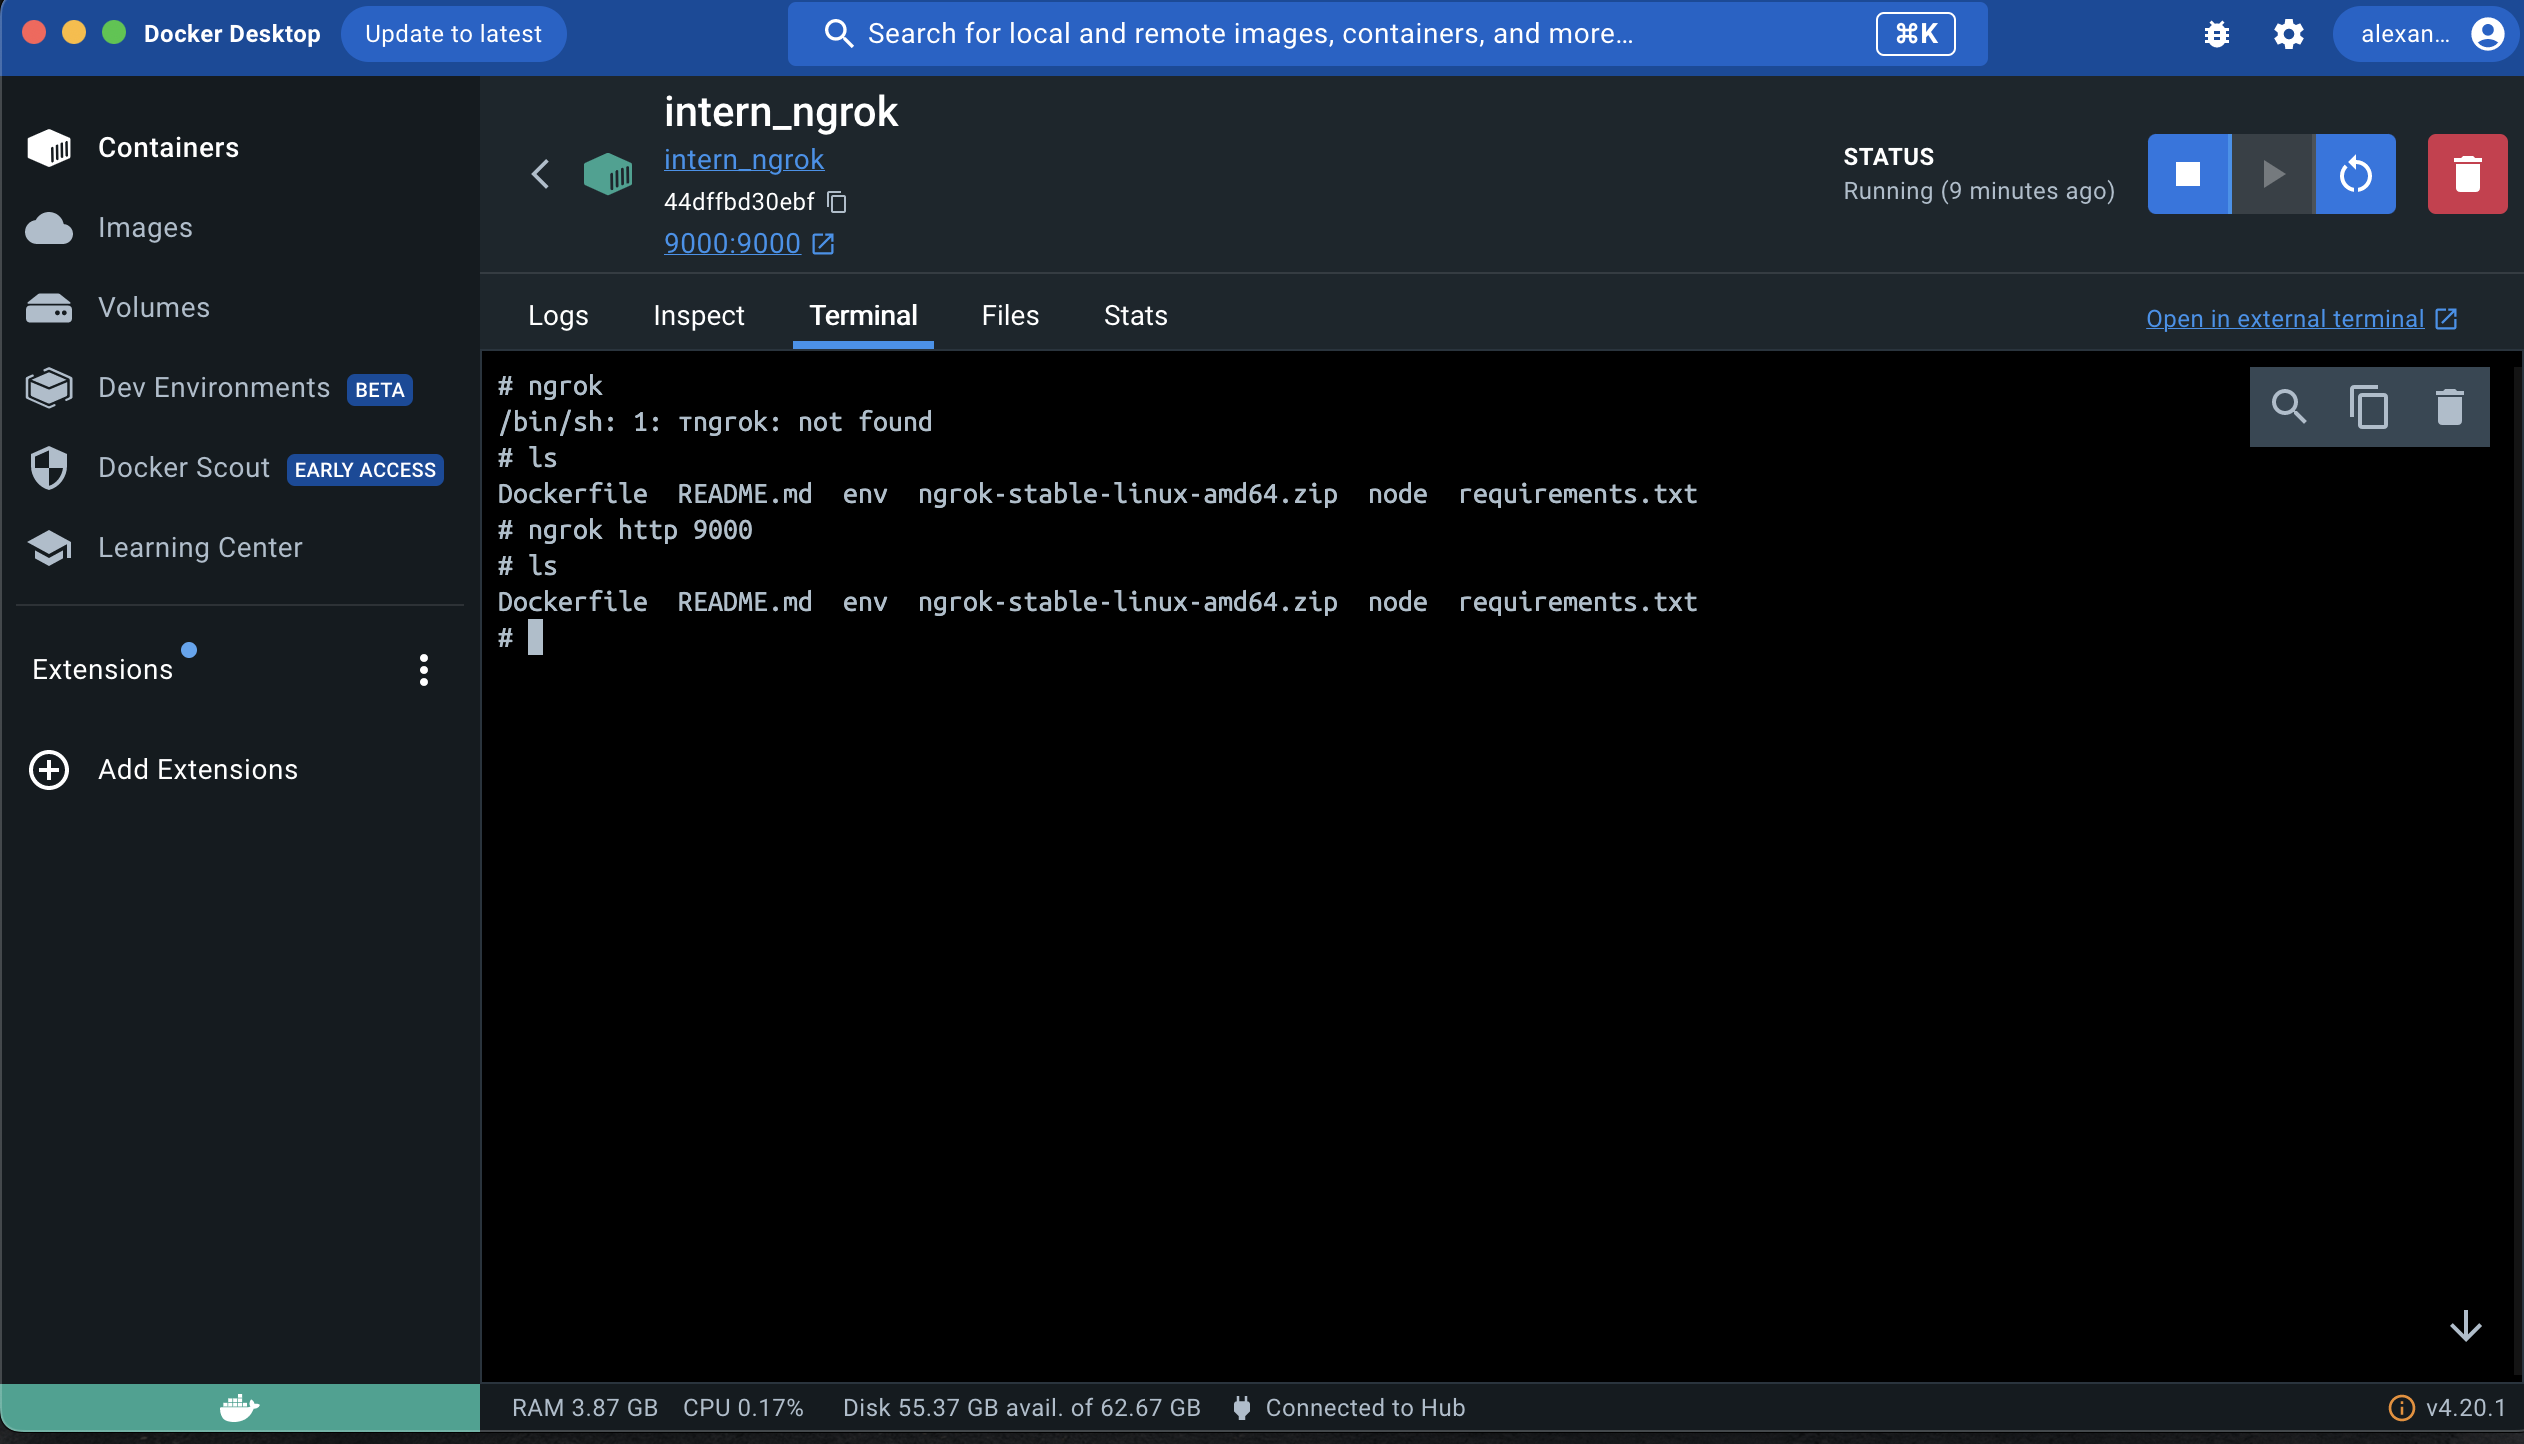 Docker Desktop
Update to latest
Search for local and remote images, containers, and more...
⌘K
alexan...
Containers
Images
Volumes
Dev Environments BETA
Docker Scout EARLY ACCESS
Learning Center
Extensions
Add Extensions
intern_ngrok
intern_ngrok
44dffbd30ebf
9000:9000
STATUS
Running (9 minutes ago)
Logs Inspect Terminal Files Stats
Open in external terminal
# ngrok
/bin/sh: 1: тngrok: not found
# ls
Dockerfile README.md env ngrok-stable-linux-amd64.zip node requirements.txt
# ngrok http 9000
# ls
Dockerfile README.md env ngrok-stable-linux-amd64.zip node requirements.txt
#
RAM 3.87 GB CPU 0.17% Disk 55.37 GB avail. of 62.67 GB Connected to Hub
v4.20.1